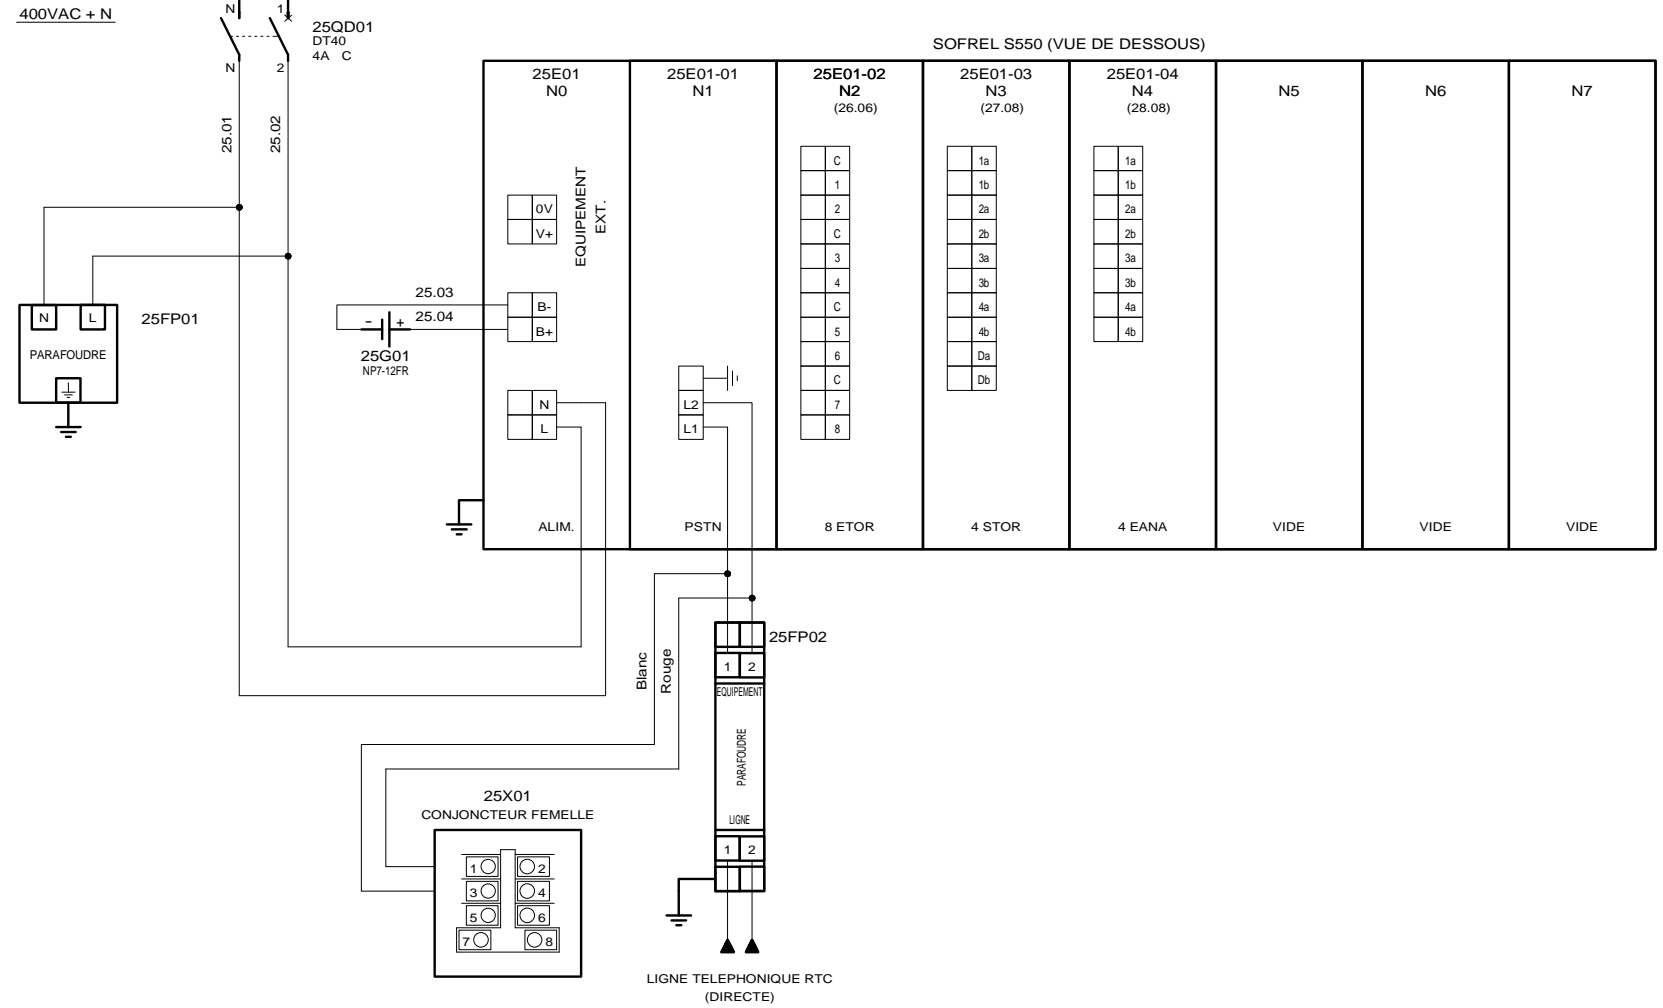 400VAC + N
N
1
25QD01
DT40
4A C
N
2
25.01
25.02
N
L
25FP01
PARAFOUDRE
SOFREL S550 (VUE DE DESSOUS)
25E01
N0
EQUIPEMENT
EXT.
0V
V+
25.03
B-
25.04
B+
-
+
25G01
NP7-12FR
N
L
ALIM.
25E01-01
N1
L2
L1
PSTN
25E01-02
N2
(26.06)
C
1
2
C
3
4
C
5
6
C
7
8
8 ETOR
25E01-03
N3
(27.08)
1a
1b
2a
2b
3a
3b
4a
4b
Da
Db
4 STOR
25E01-04
N4
(28.08)
1a
1b
2a
2b
3a
3b
4a
4b
4 EANA
N5
VIDE
N6
VIDE
N7
VIDE
Blanc
Rouge
25FP02
1
2
EQUIPEMENT
PARAFOUDRE
LIGNE
1
2
25X01
CONJONCTEUR FEMELLE
1
2
3
4
5
6
7
8
LIGNE TELEPHONIQUE RTC
(DIRECTE)